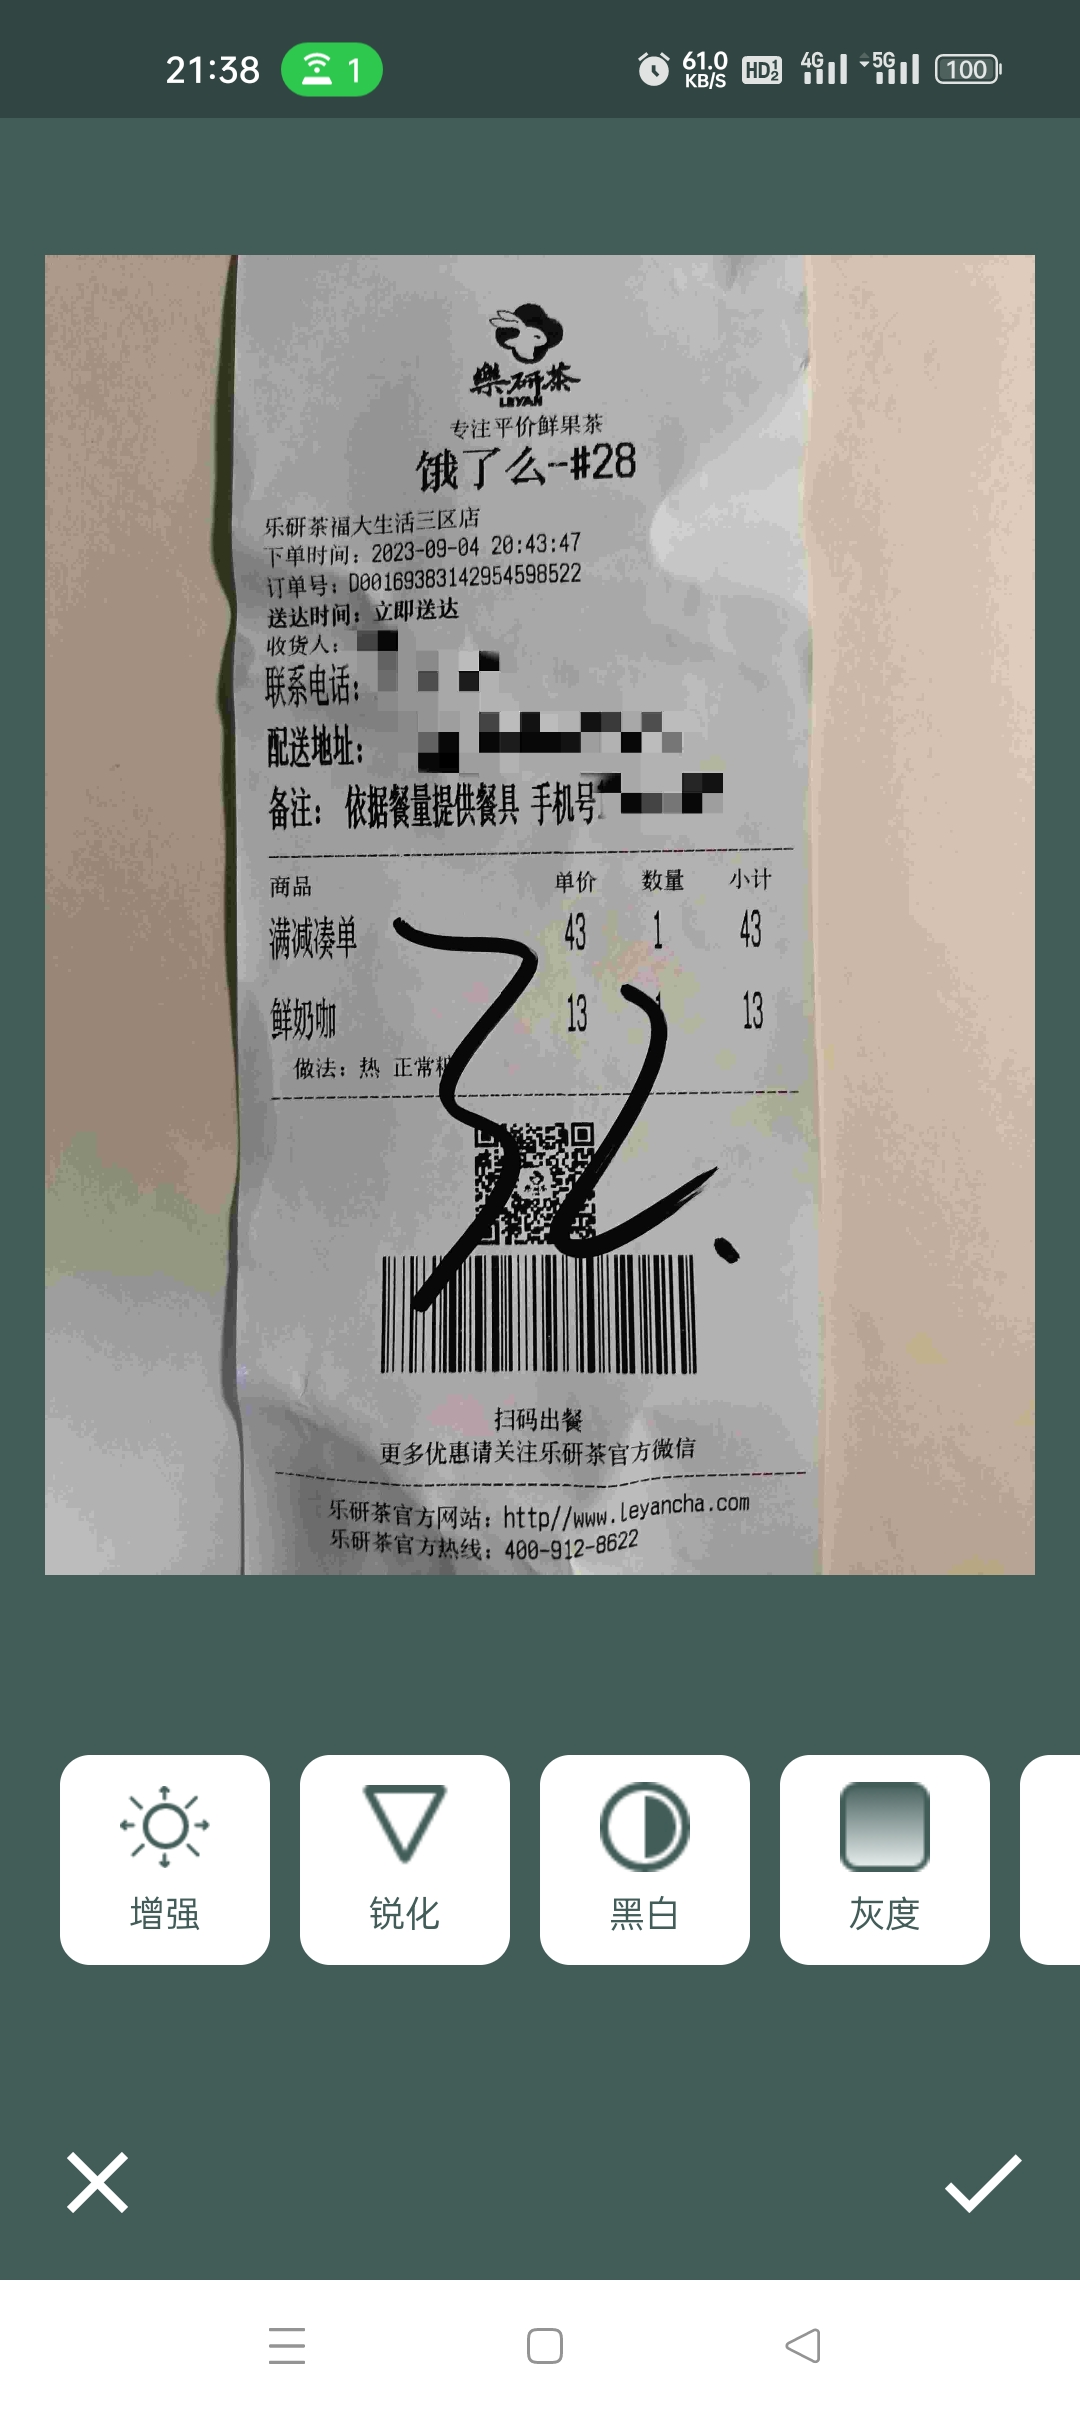 21:38 1 61.0 KB/S HD 1 2 4G 5G 100
樂研茶
LEYAN
专注平价鲜果茶
饿了么--#28
乐研茶福大生活三区店
下单时间：2023-09-04 20:43:47
订单号：D00169383142954598522
送达时间：立即送达
收货人：
联系电话：
配送地址：
备注： 依据餐量提供餐具 手机号
商品 单价 数量 小计
满减凑单 43 1 43
鲜奶咖 13 1 13
做法：热 正常糖
32.
扫码出餐
更多优惠请关注乐研茶官方微信
乐研茶官方网站：http//www.leyancha.com
乐研茶官方热线：400-912-8622
增强 锐化 黑白 灰度